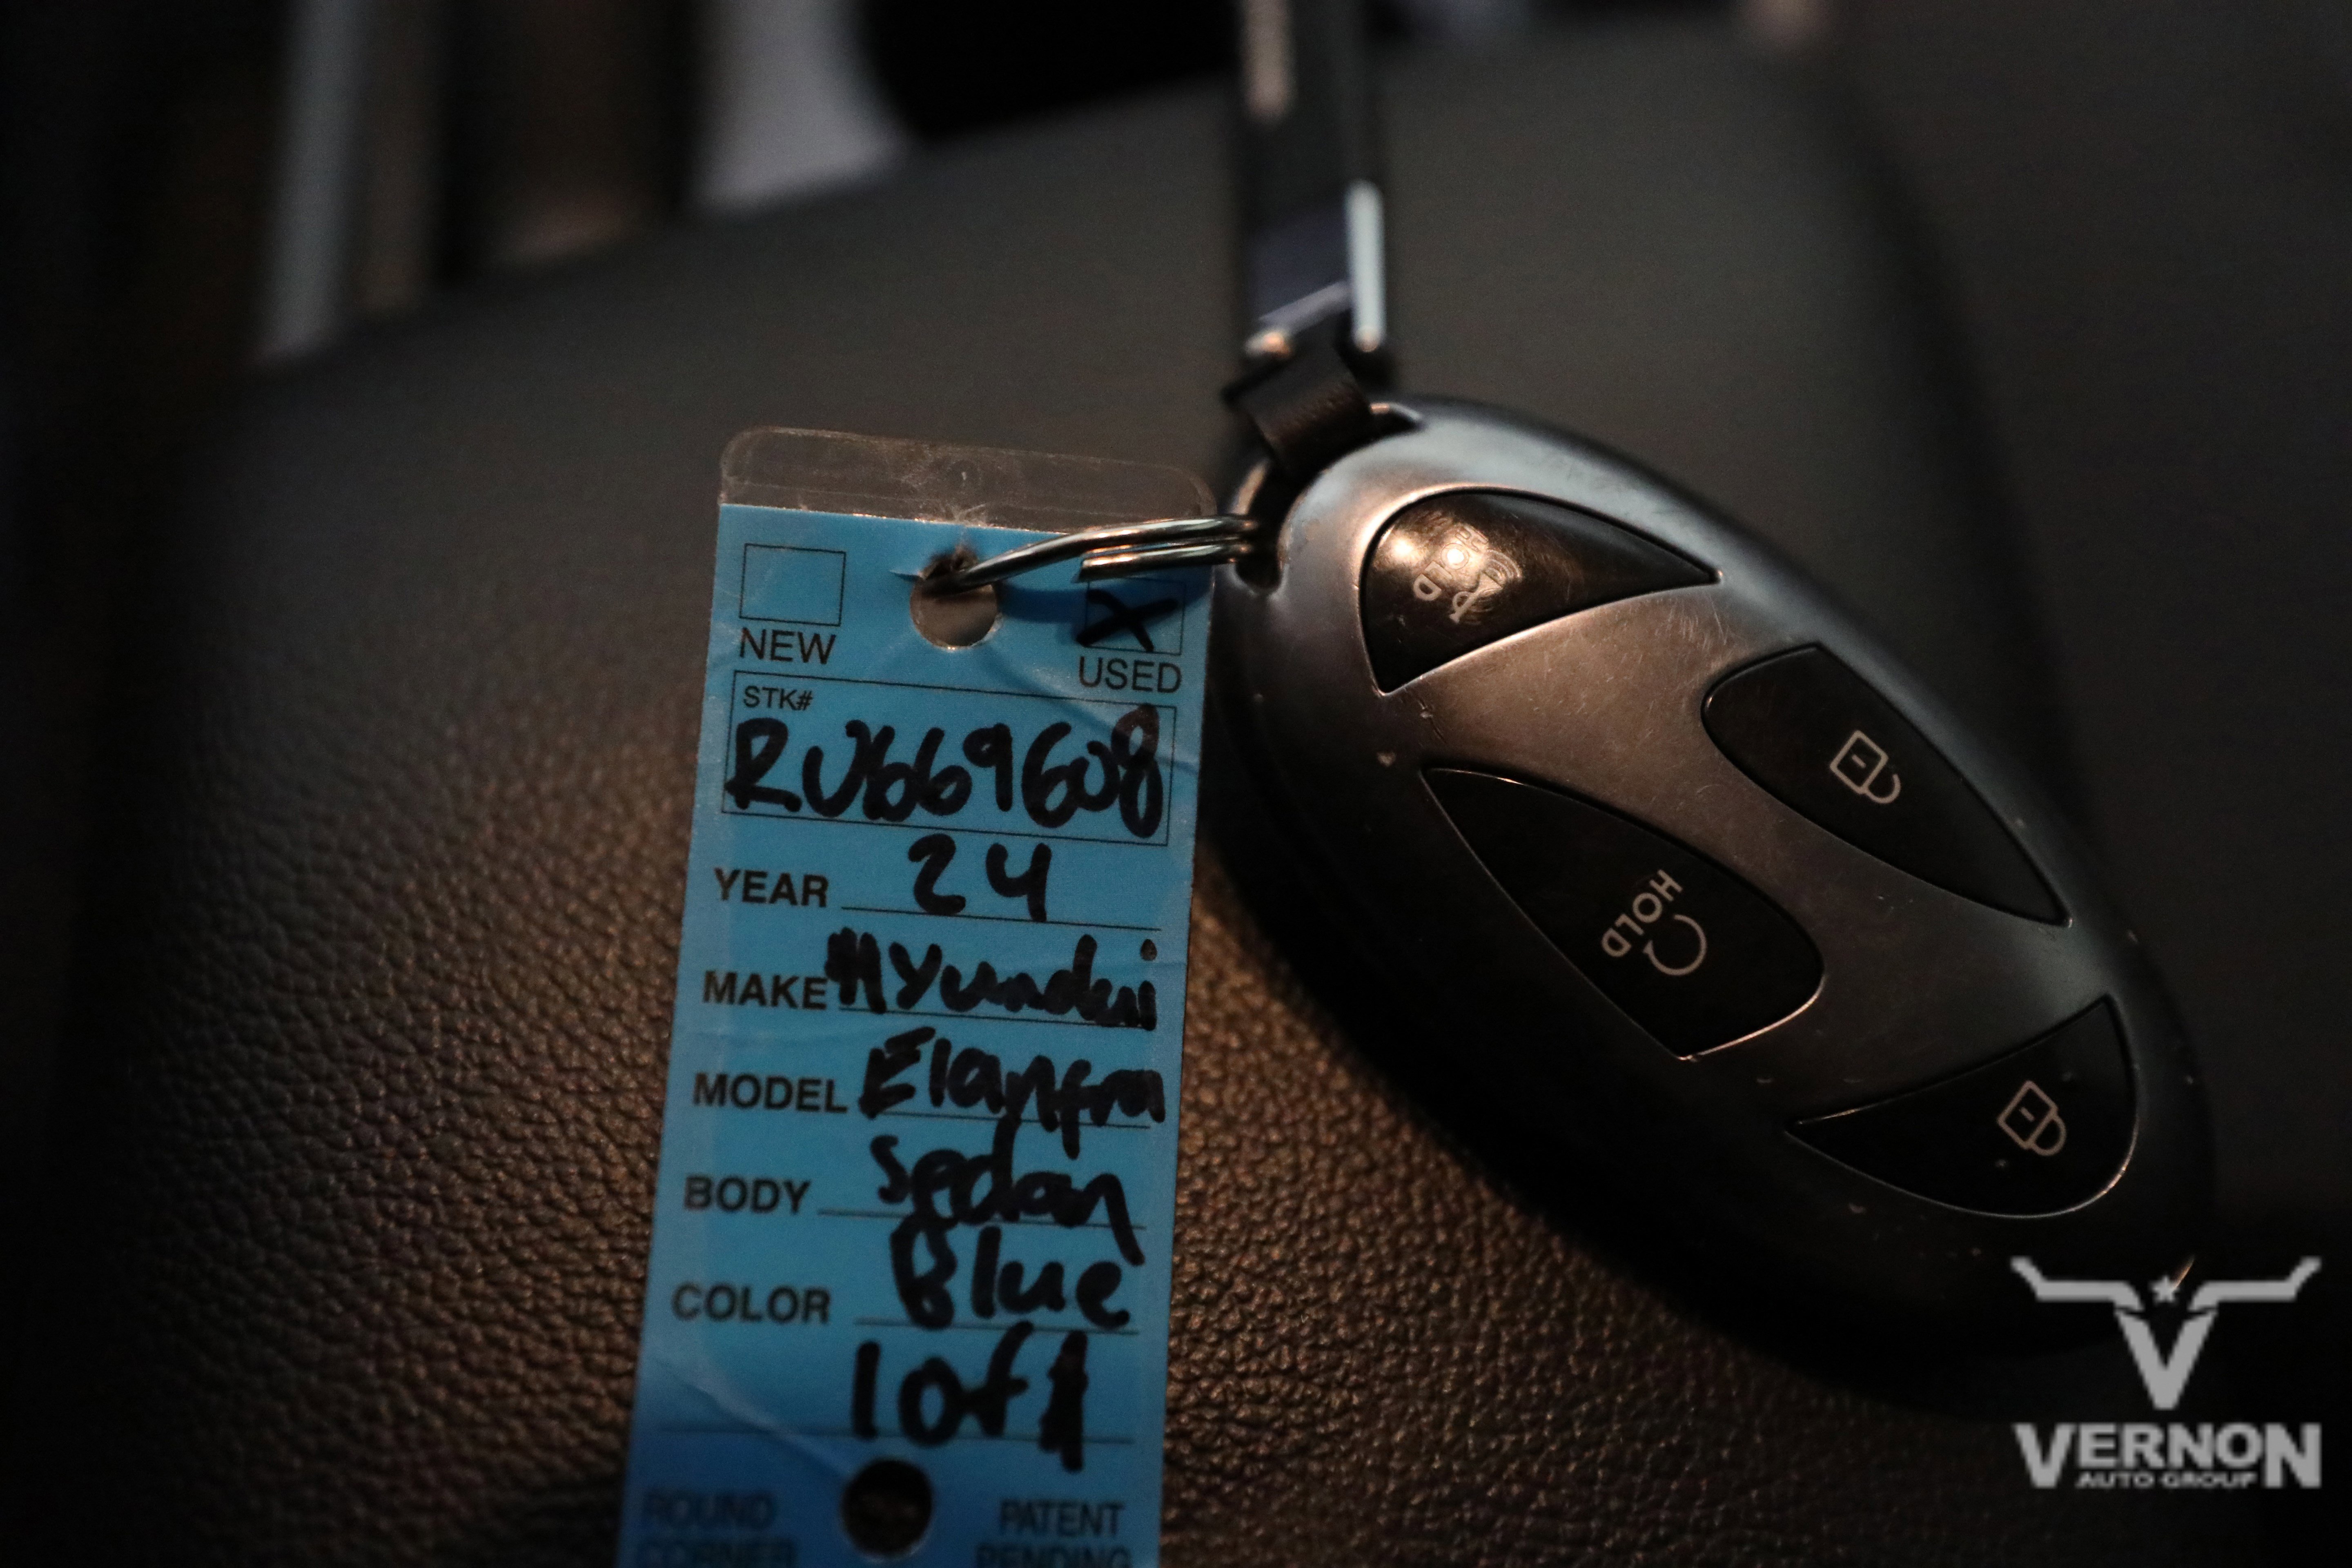 NEW
X
USED
STK#
RU669608
YEAR 24
MAKE Hyundai
MODEL Elantra
BODY Sedan
COLOR Blue
1 of 1
ROUND
CORNER
PATENT
PENDING
HOLD
HOLD
VERNON
AUTO GROUP